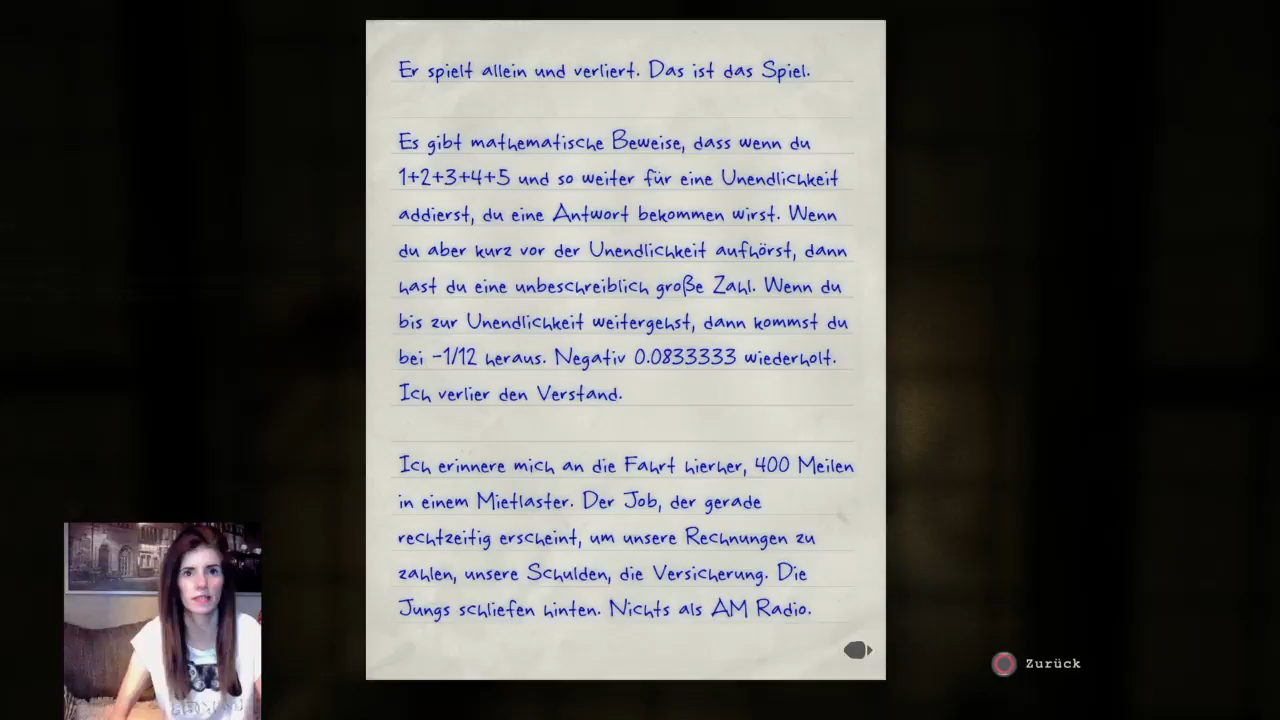 Er spielt allein und verliert. Das ist das Spiel.
Es gibt mathematische Beweise, dass wenn du
1+2+3+4+5 und so weiter für eine Unendlichkeit
addierst, du eine Antwort bekommen wirst. Wenn
du aber kurz vor der Unendlichkeit aufhörst, dann
hast du eine unbeschreiblich große Zahl. Wenn du
bis zur Unendlichkeit weitergehst, dann kommst du
bei -1/12 heraus. Negativ 0.0833333 wiederholt.
Ich verlier den Verstand.
Ich erinnere mich an die Fahrt hierher, 400 Meilen
in einem Mietlaster. Der Job, der gerade
rechtzeitig erscheint, um unsere Rechnungen zu
zahlen, unsere Schulden, die Versicherung. Die
Jungs schliefen hinten. Nichts als AM Radio.
Zurück